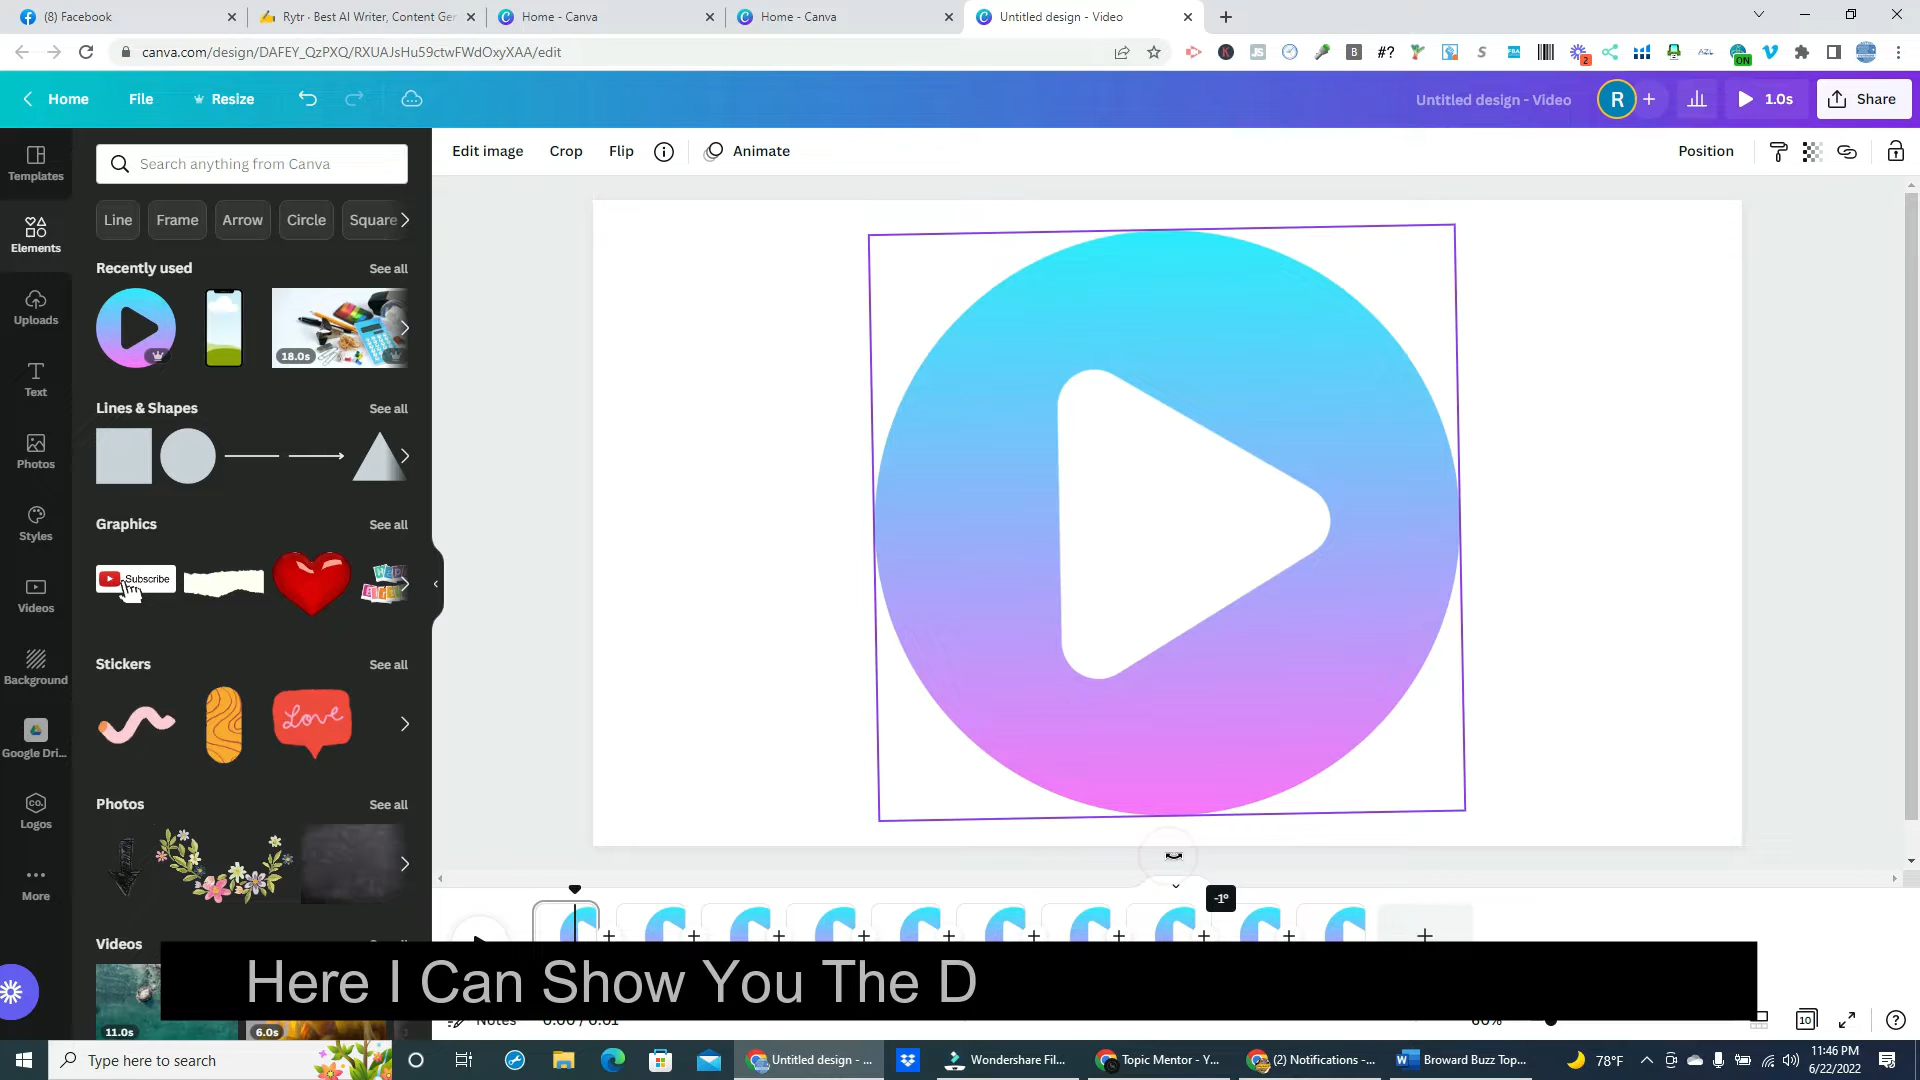 (8) Facebook
Rytr - Best AI Writer, Content Ger
Home - Canva
Home - Canva
Untitled design - Video
canva.com/design/DAFEY_QzPXQ/RXUAJsHu59ctwFWdOxyXAA/edit
Home
File
Resize
Untitled design - Video
R
1.0s
Share
Templates
Elements
Uploads
Text
Photos
Styles
Videos
Background
Google Dri...
Logos
More
Search anything from Canva
Line
Frame
Arrow
Circle
Square
Recently used
See all
18.0s
Lines & Shapes
See all
Graphics
See all
Subscribe
Stickers
See all
Love
Photos
See all
Videos
11.0s
6.0s
Edit image
Crop
Flip
Animate
Position
-1°
Here I Can Show You The D
Notes
10
Type here to search
Untitled design - ...
Wondershare Fil...
Topic Mentor - Y...
(2) Notifications -...
Broward Buzz Top...
78°F
11:46 PM
6/22/2022